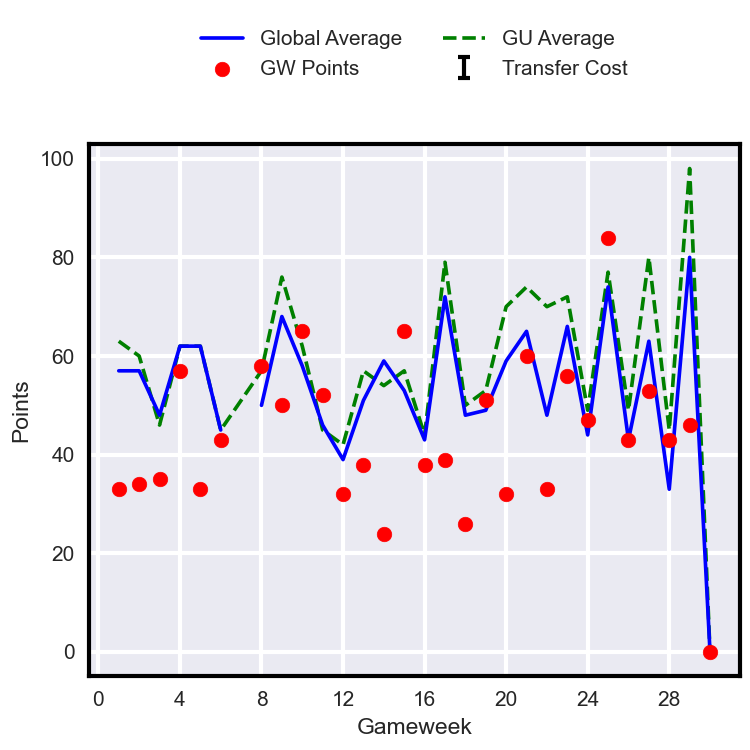 Global Average
GU Average
GW Points
Transfer Cost
100
80
60
40
20
0
Points
0 4 8 12 16 20 24 28
Gameweek